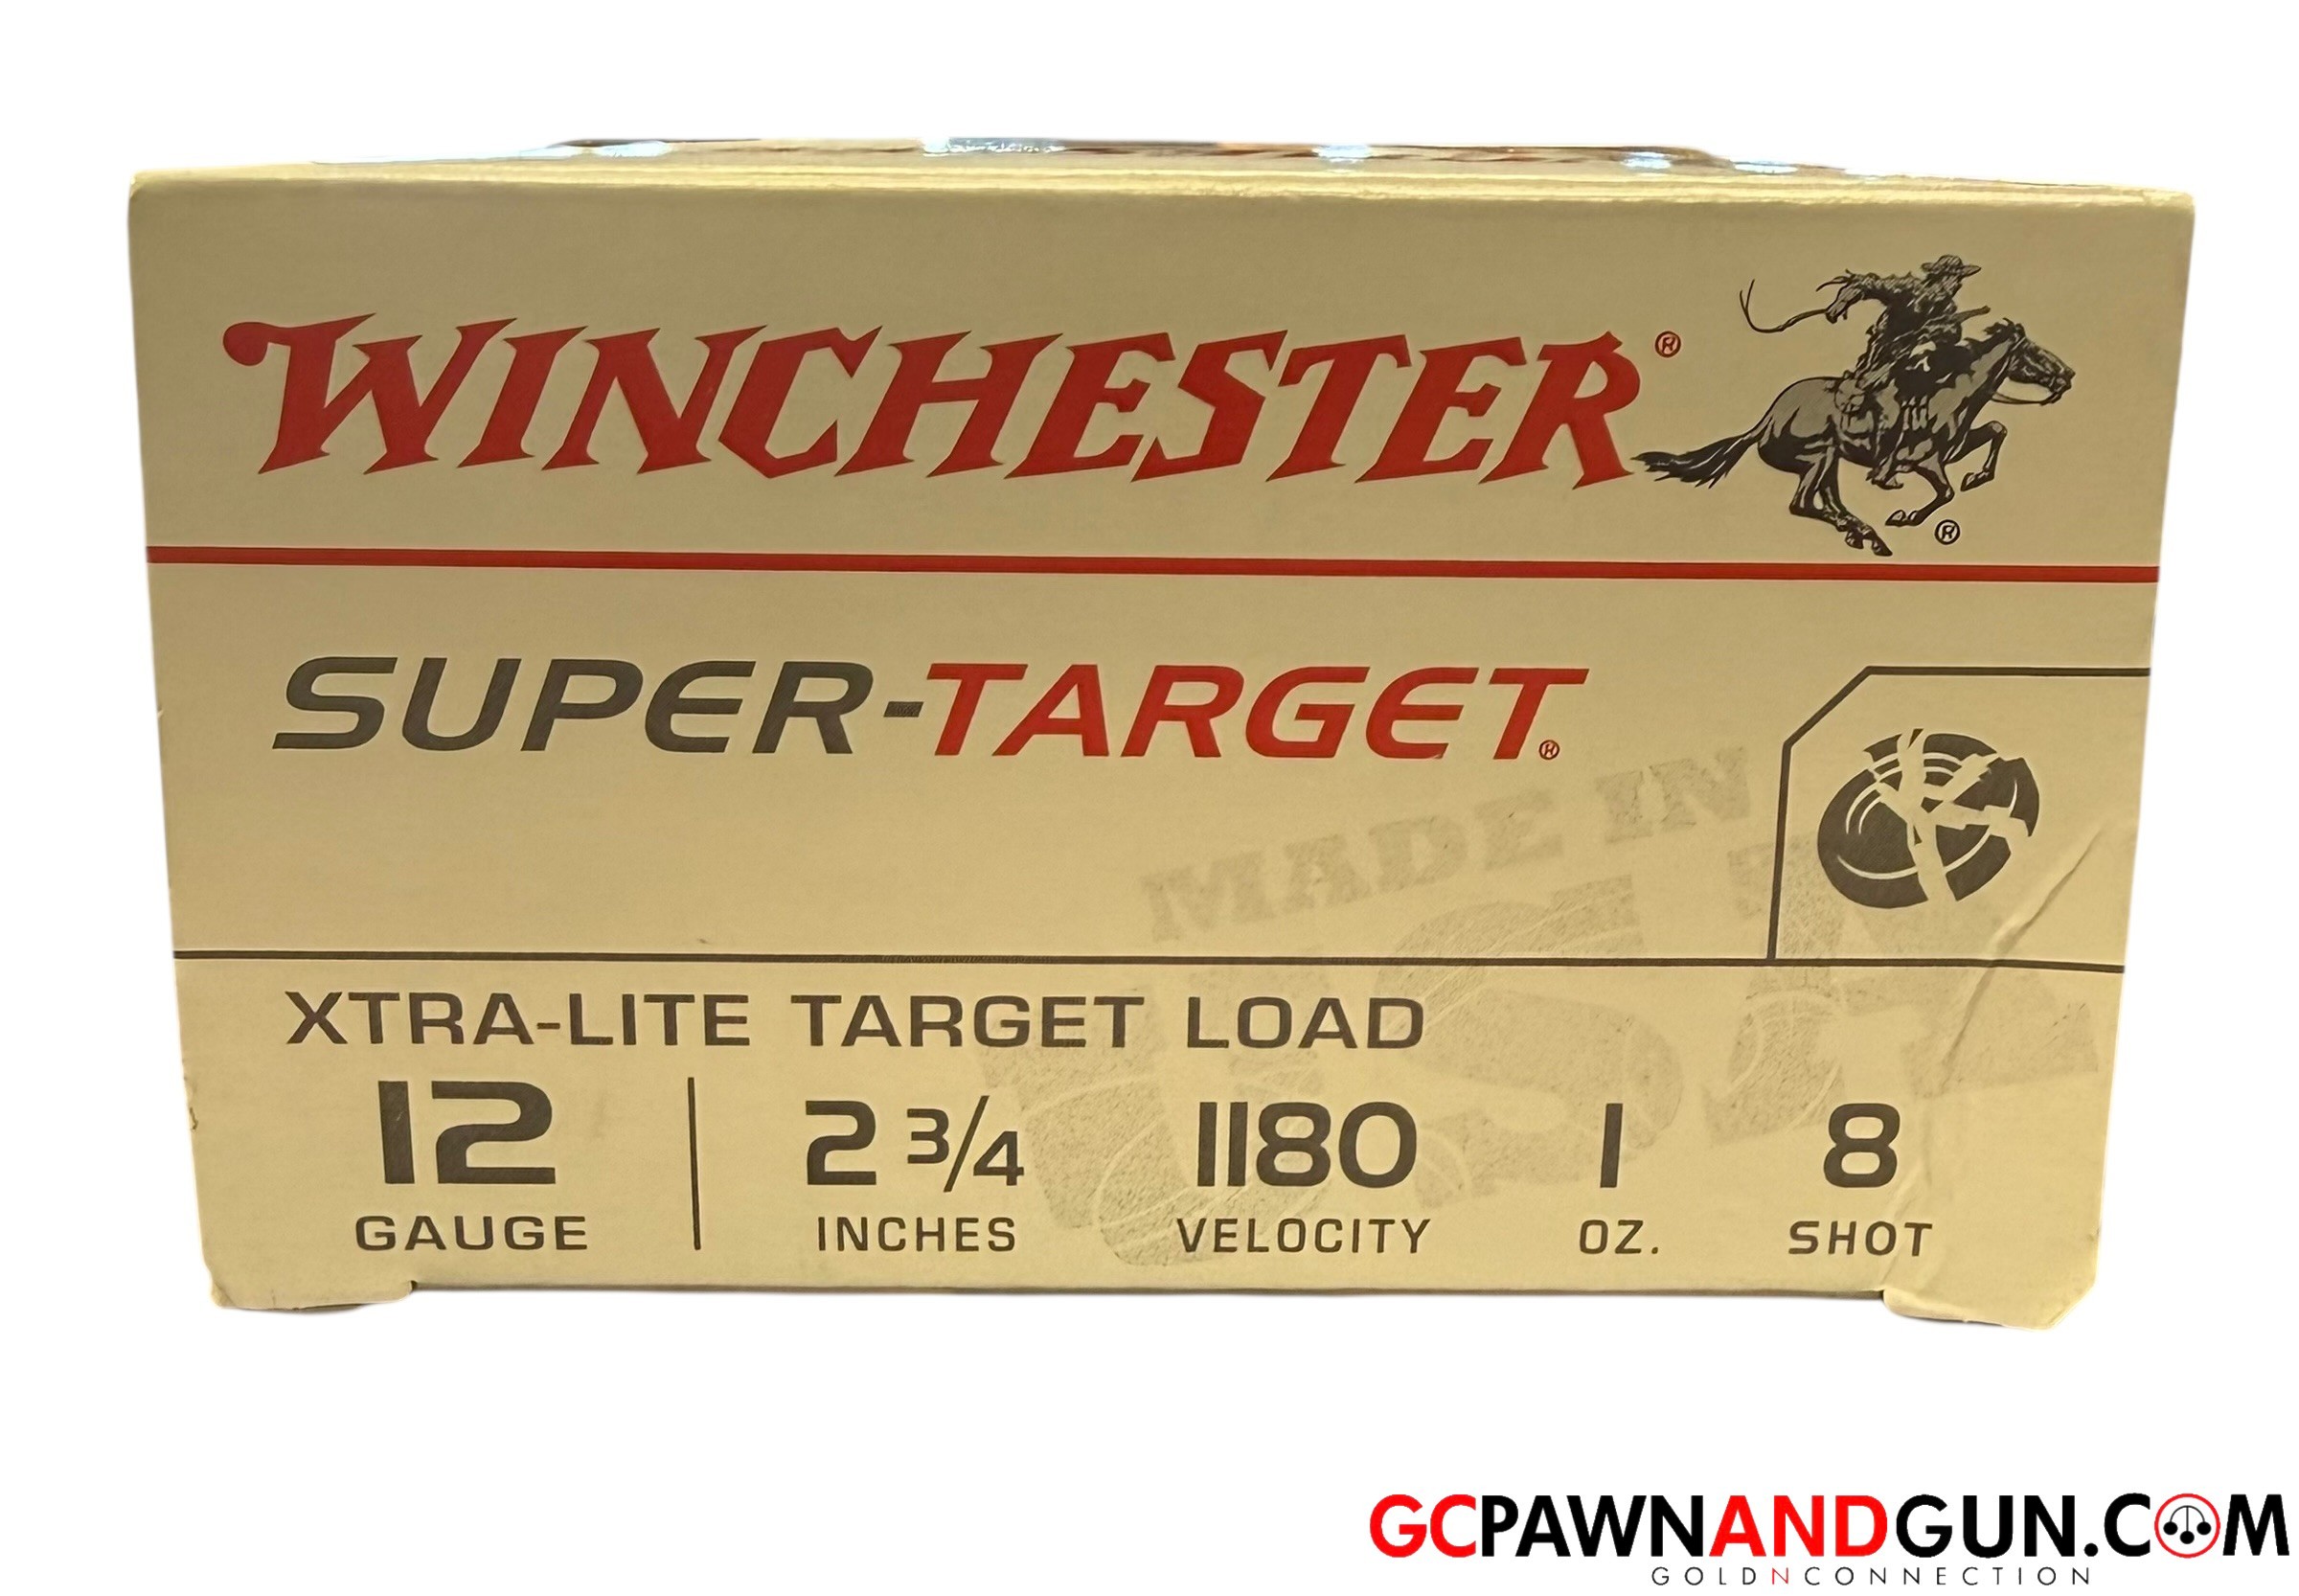 WINCHESTER®
®
SUPER-TARGET®
MADE IN
USA
XTRA-LITE TARGET LOAD
12 2 3/4 1180 1 8
GAUGE INCHES VELOCITY OZ. SHOT
GCPAWNANDGUN.COM
GOLDNCONNECTION